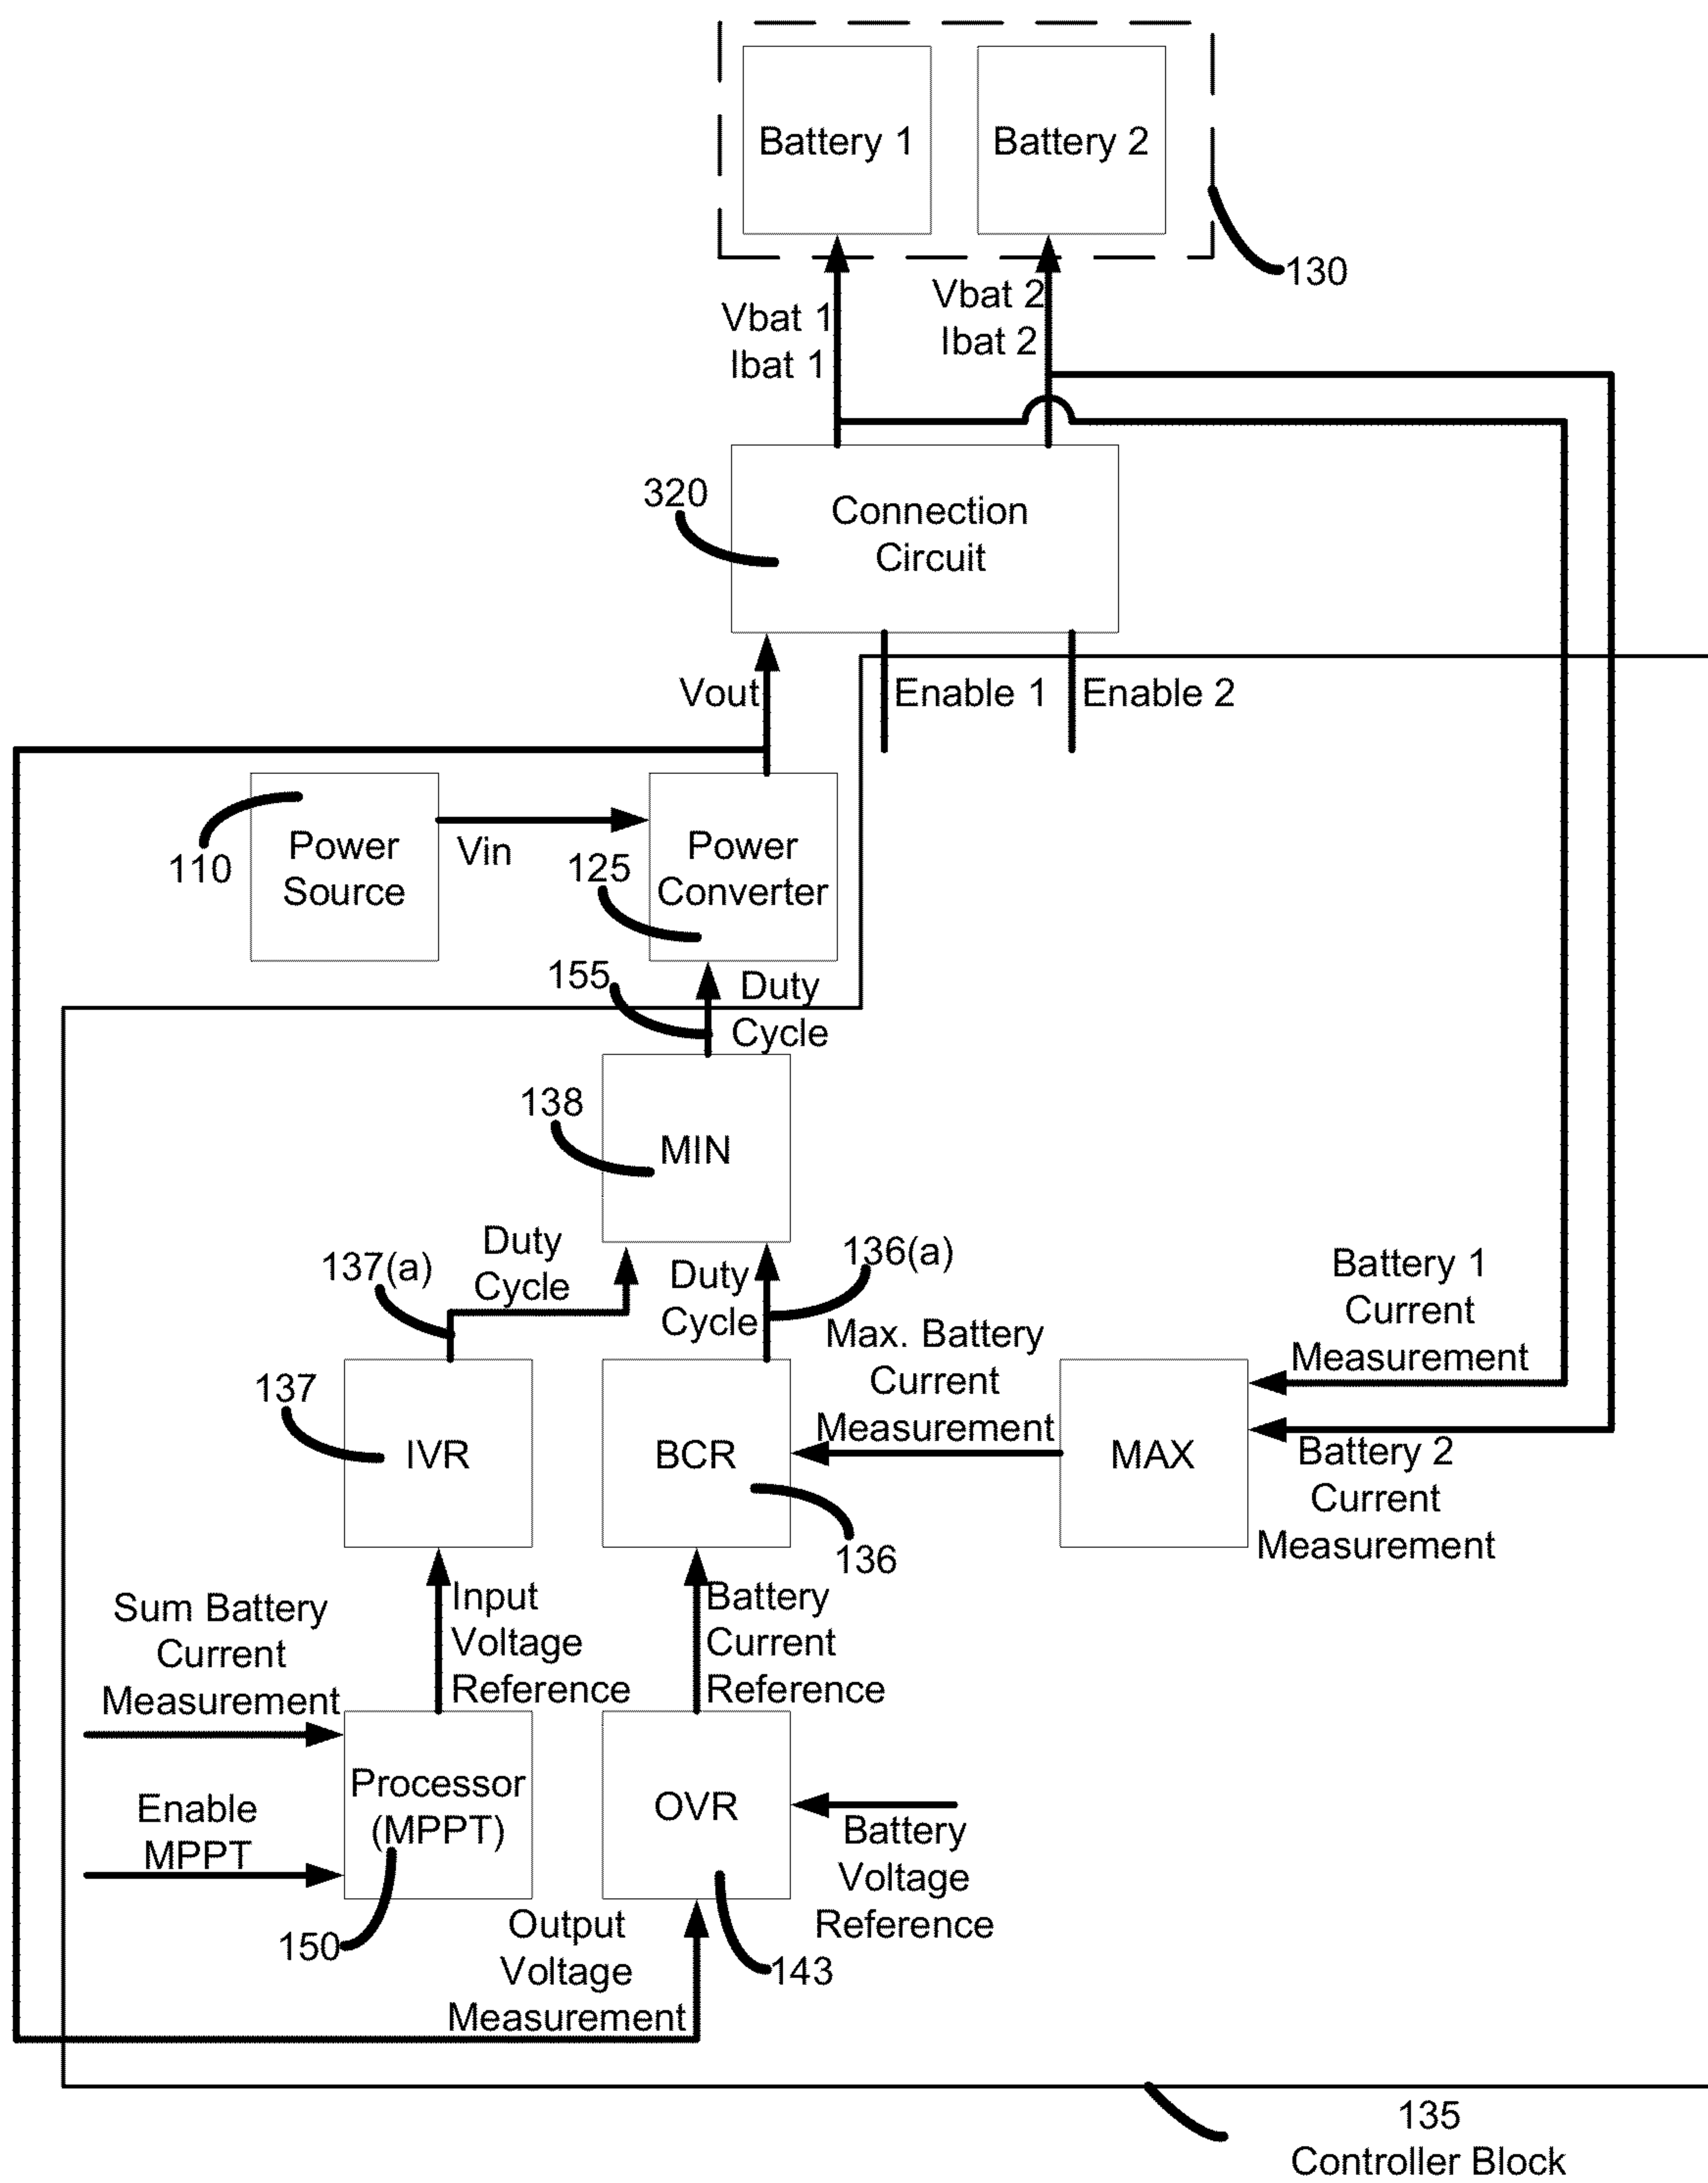 Battery 1
Battery 2
130
Vbat 1
Ibat 1
Vbat 2
Ibat 2
320
Connection
Circuit
Vout
Enable 1
Enable 2
110
Power
Source
Vin
125
Power
Converter
155
Duty
Cycle
138
MIN
137(a)
Duty
Cycle
Duty
Cycle
136(a)
Max. Battery
Current
Measurement
Battery 1
Current
Measurement
137
IVR
BCR
136
MAX
Battery 2
Current
Measurement
Sum Battery
Current
Measurement
Input
Voltage
Reference
Battery
Current
Reference
Enable
MPPT
Processor
(MPPT)
150
OVR
Battery
Voltage
Reference
143
Output
Voltage
Measurement
135
Controller Block